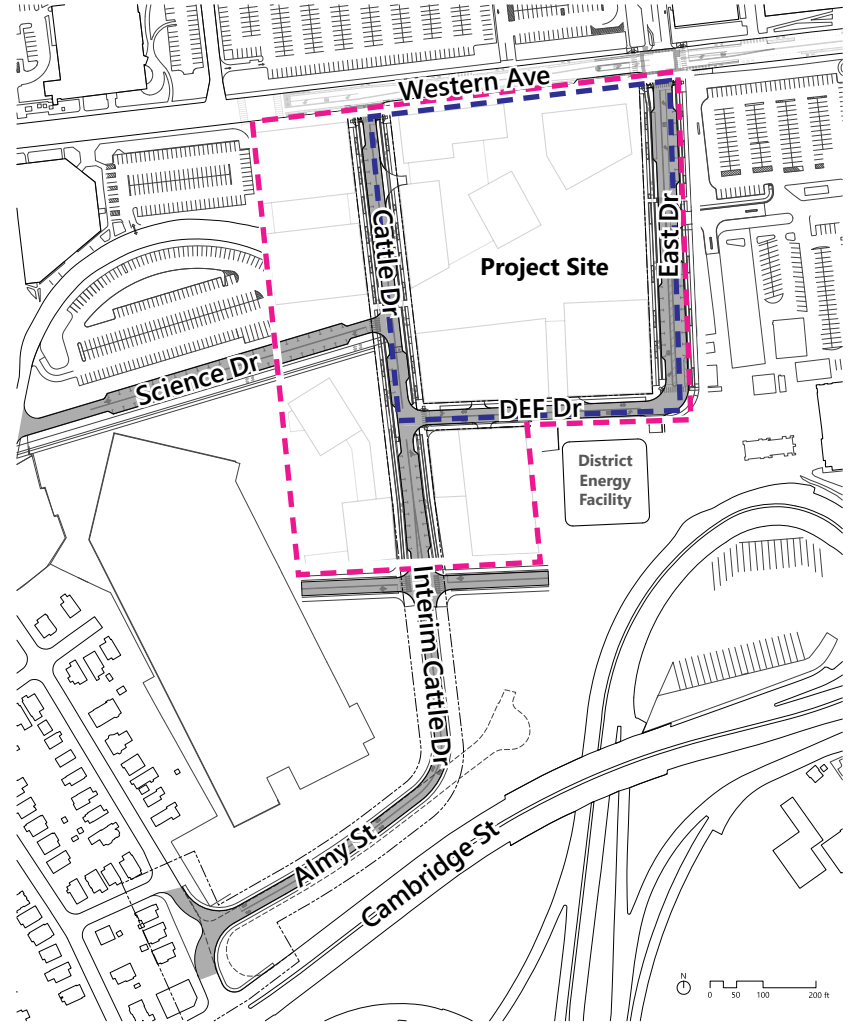 Western Ave
Cattle Dr
East Dr
Project Site
Science Dr
DEF Dr
District
Energy
Facility
Interim Cattle Dr
Almy St
Cambridge St
N
0 50 100 200 ft